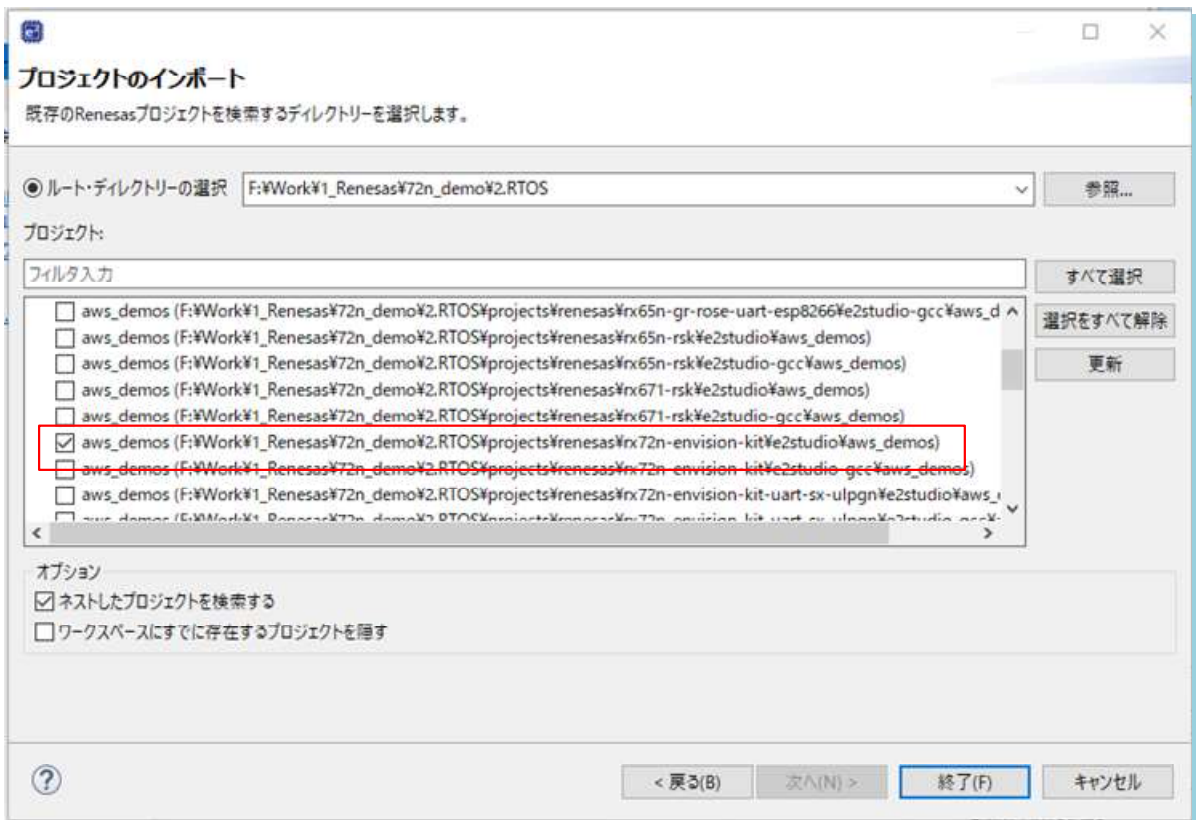 プロジェクトのインポート
既存のRenesasプロジェクトを検索するディレクトリーを選択します。
ルート・ディレクトリーの選択 F:¥Work¥1_Renesas¥72n_demo¥2.RTOS 参照...
プロジェクト:
フィルタ入力 すべて選択
aws_demos (F:¥Work¥1_Renesas¥72n_demo¥2.RTOS¥projects¥renesas¥rx65n-gr-rose-uart-esp8266¥e2studio-gcc¥aws_d
選択をすべて解除
aws_demos (F:¥Work¥1_Renesas¥72n_demo¥2.RTOS¥projects¥renesas¥rx65n-rsk¥e2studio¥aws_demos)
aws_demos (F:¥Work¥1_Renesas¥72n_demo¥2.RTOS¥projects¥renesas¥rx65n-rsk¥e2studio-gcc¥aws_demos)
更新
aws_demos (F:¥Work¥1_Renesas¥72n_demo¥2.RTOS¥projects¥renesas¥rx671-rsk¥e2studio¥aws_demos)
aws_demos (F:¥Work¥1_Renesas¥72n_demo¥2.RTOS¥projects¥renesas¥rx671-rsk¥e2studio-gcc¥aws_demos)
aws_demos (F:¥Work¥1_Renesas¥72n_demo¥2.RTOS¥projects¥renesas¥rx72n-envision-kit¥e2studio¥aws_demos)
aws_demos (F:¥Work¥1_Renesas¥72n_demo¥2.RTOS¥projects¥renesas¥rx72n-envision-kit¥e2studio-gcc¥aws_demos)
aws_demos (F:¥Work¥1_Renesas¥72n_demo¥2.RTOS¥projects¥renesas¥rx72n-envision-kit-uart-sx-ulpgn¥e2studio¥aws_
オプション
ネストしたプロジェクトを検索する
ワークスペースにすでに存在するプロジェクトを隠す
< 戻る(B) 次へ(N) > 終了(F) キャンセル